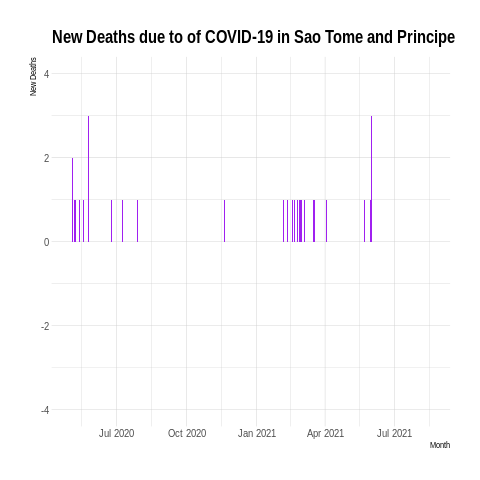 New Deaths due to of COVID-19 in Sao Tome and Principe
New Deaths
4
2
0
-2
-4
Jul 2020 Oct 2020 Jan 2021 Apr 2021 Jul 2021
Month